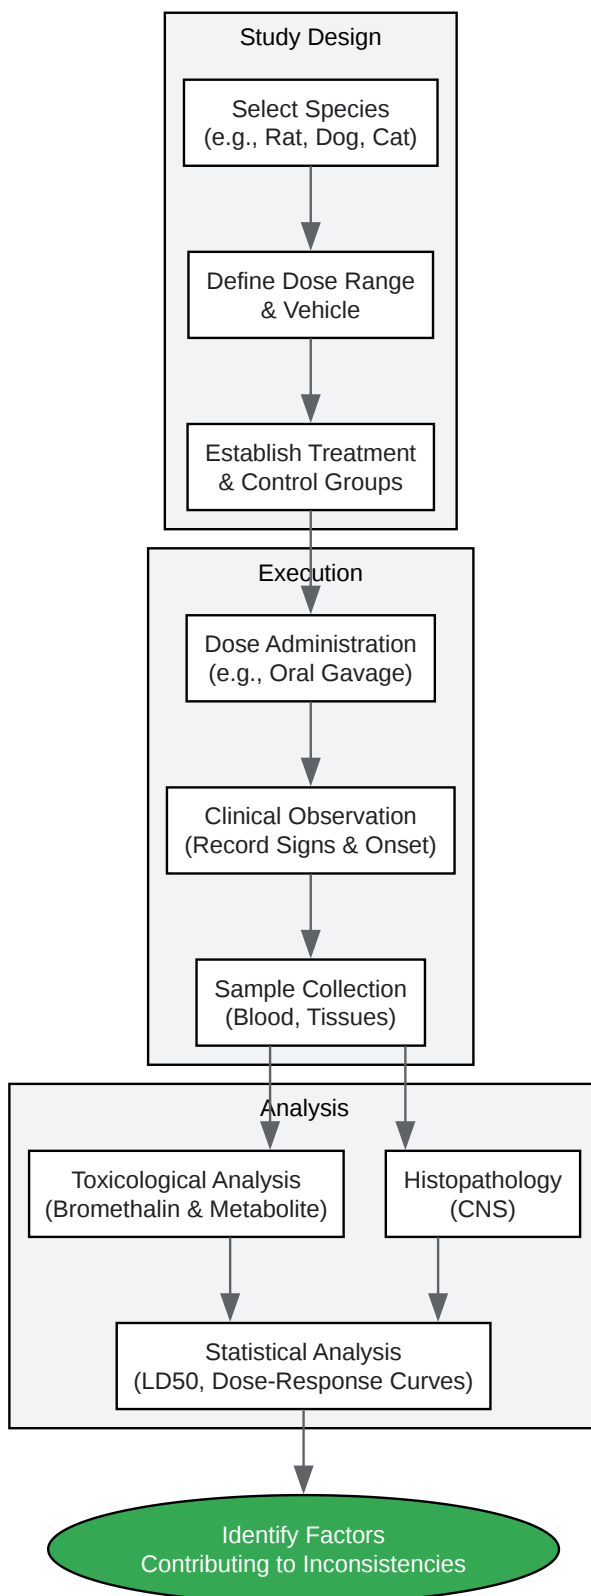 Study Design
Select Species
(e.g., Rat, Dog, Cat)
Define Dose Range
& Vehicle
Establish Treatment
& Control Groups
Execution
Dose Administration
(e.g., Oral Gavage)
Clinical Observation
(Record Signs & Onset)
Sample Collection
(Blood, Tissues)
Analysis
Toxicological Analysis
(Bromethalin & Metabolite)
Histopathology
(CNS)
Statistical Analysis
(LD50, Dose-Response Curves)
Identify Factors
Contributing to Inconsistencies